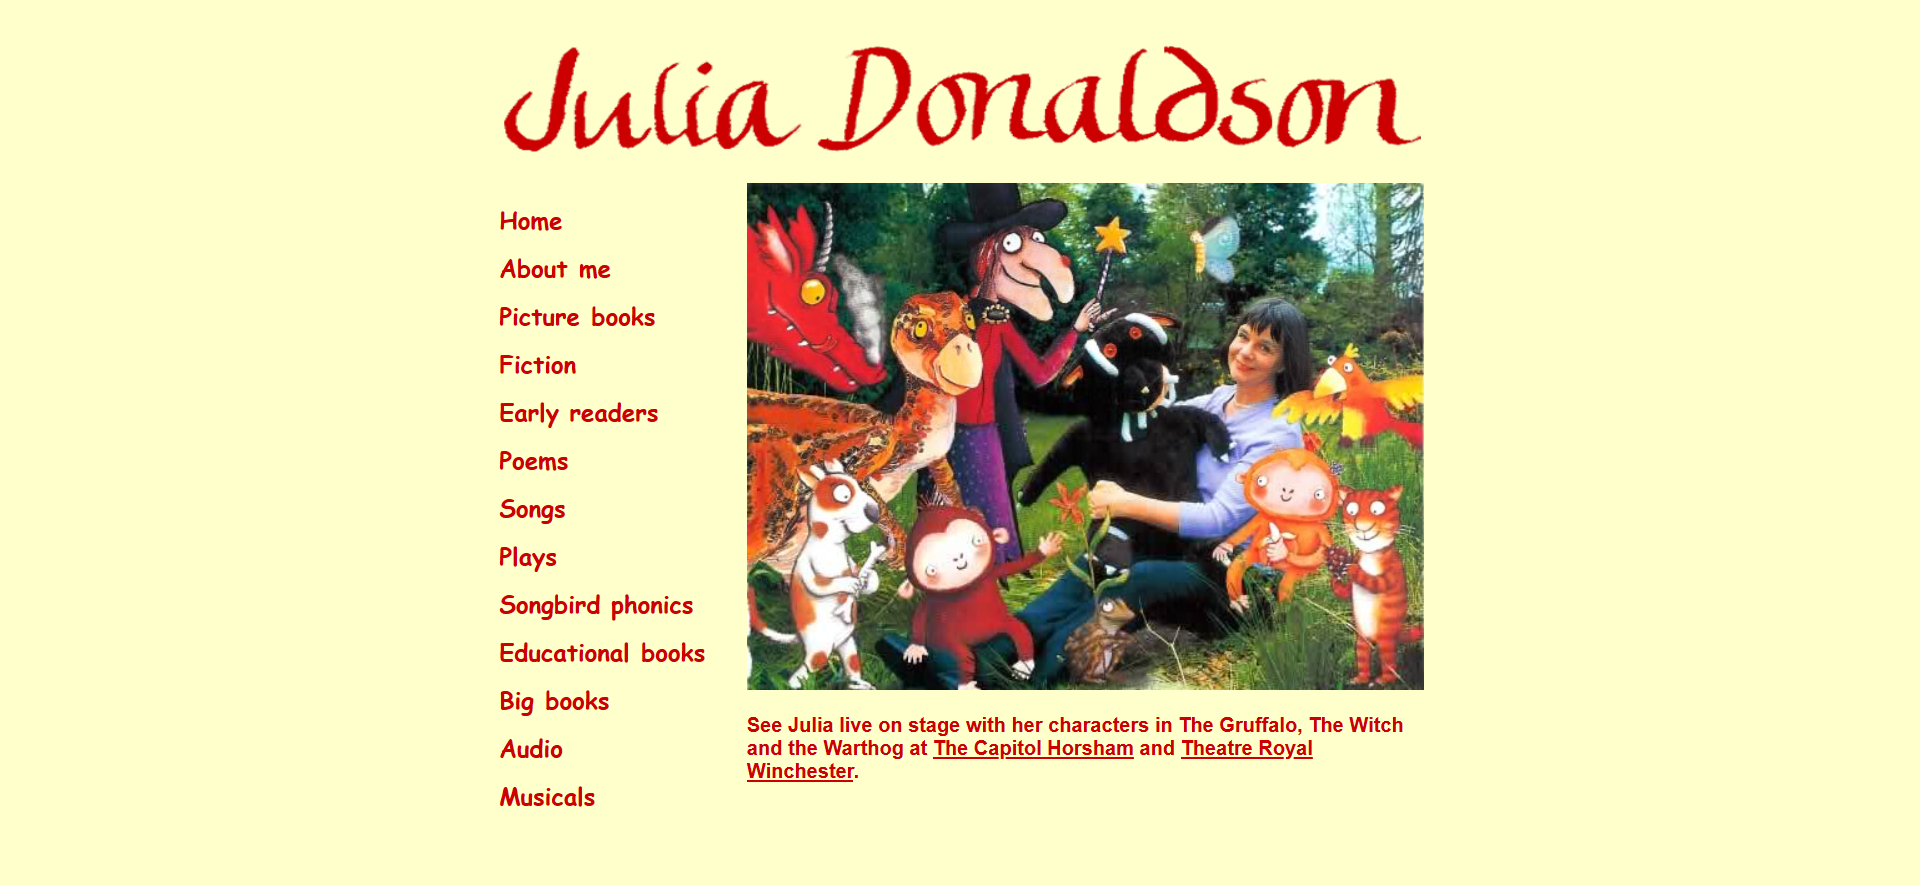 Julia Donaldson
Home
About me
Picture books
Fiction
Early readers
Poems
Songs
Plays
Songbird phonics
Educational books
Big books
Audio
Musicals
See Julia live on stage with her characters in The Gruffalo, The Witch
and the Warthog at The Capitol Horsham and Theatre Royal
Winchester.